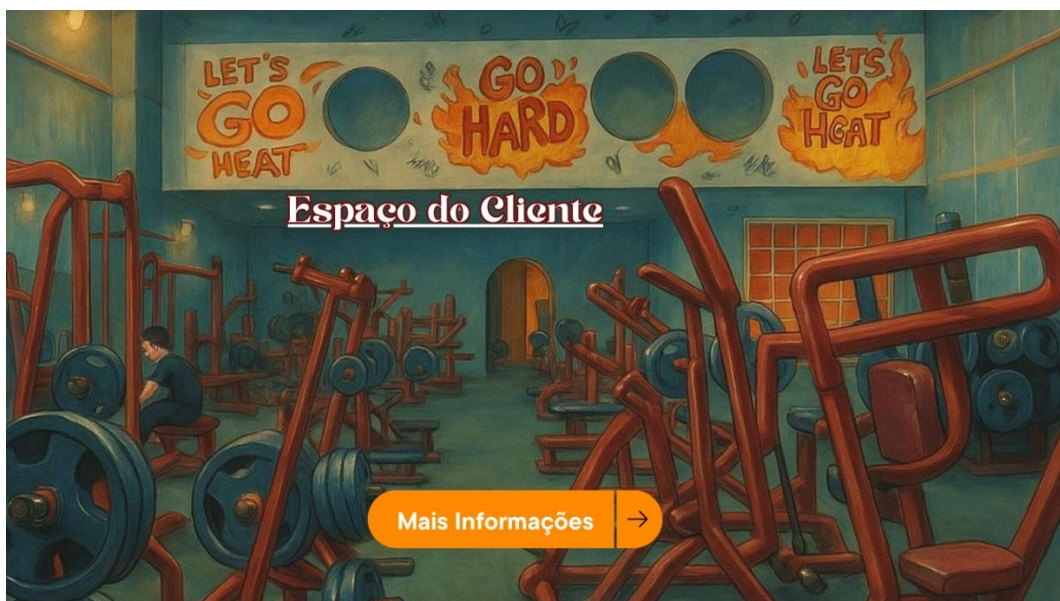 LET'S
GO
HEAT
GO
HARD
LETS
GO
HGAT
Espaço do Cliente
Mais Informações